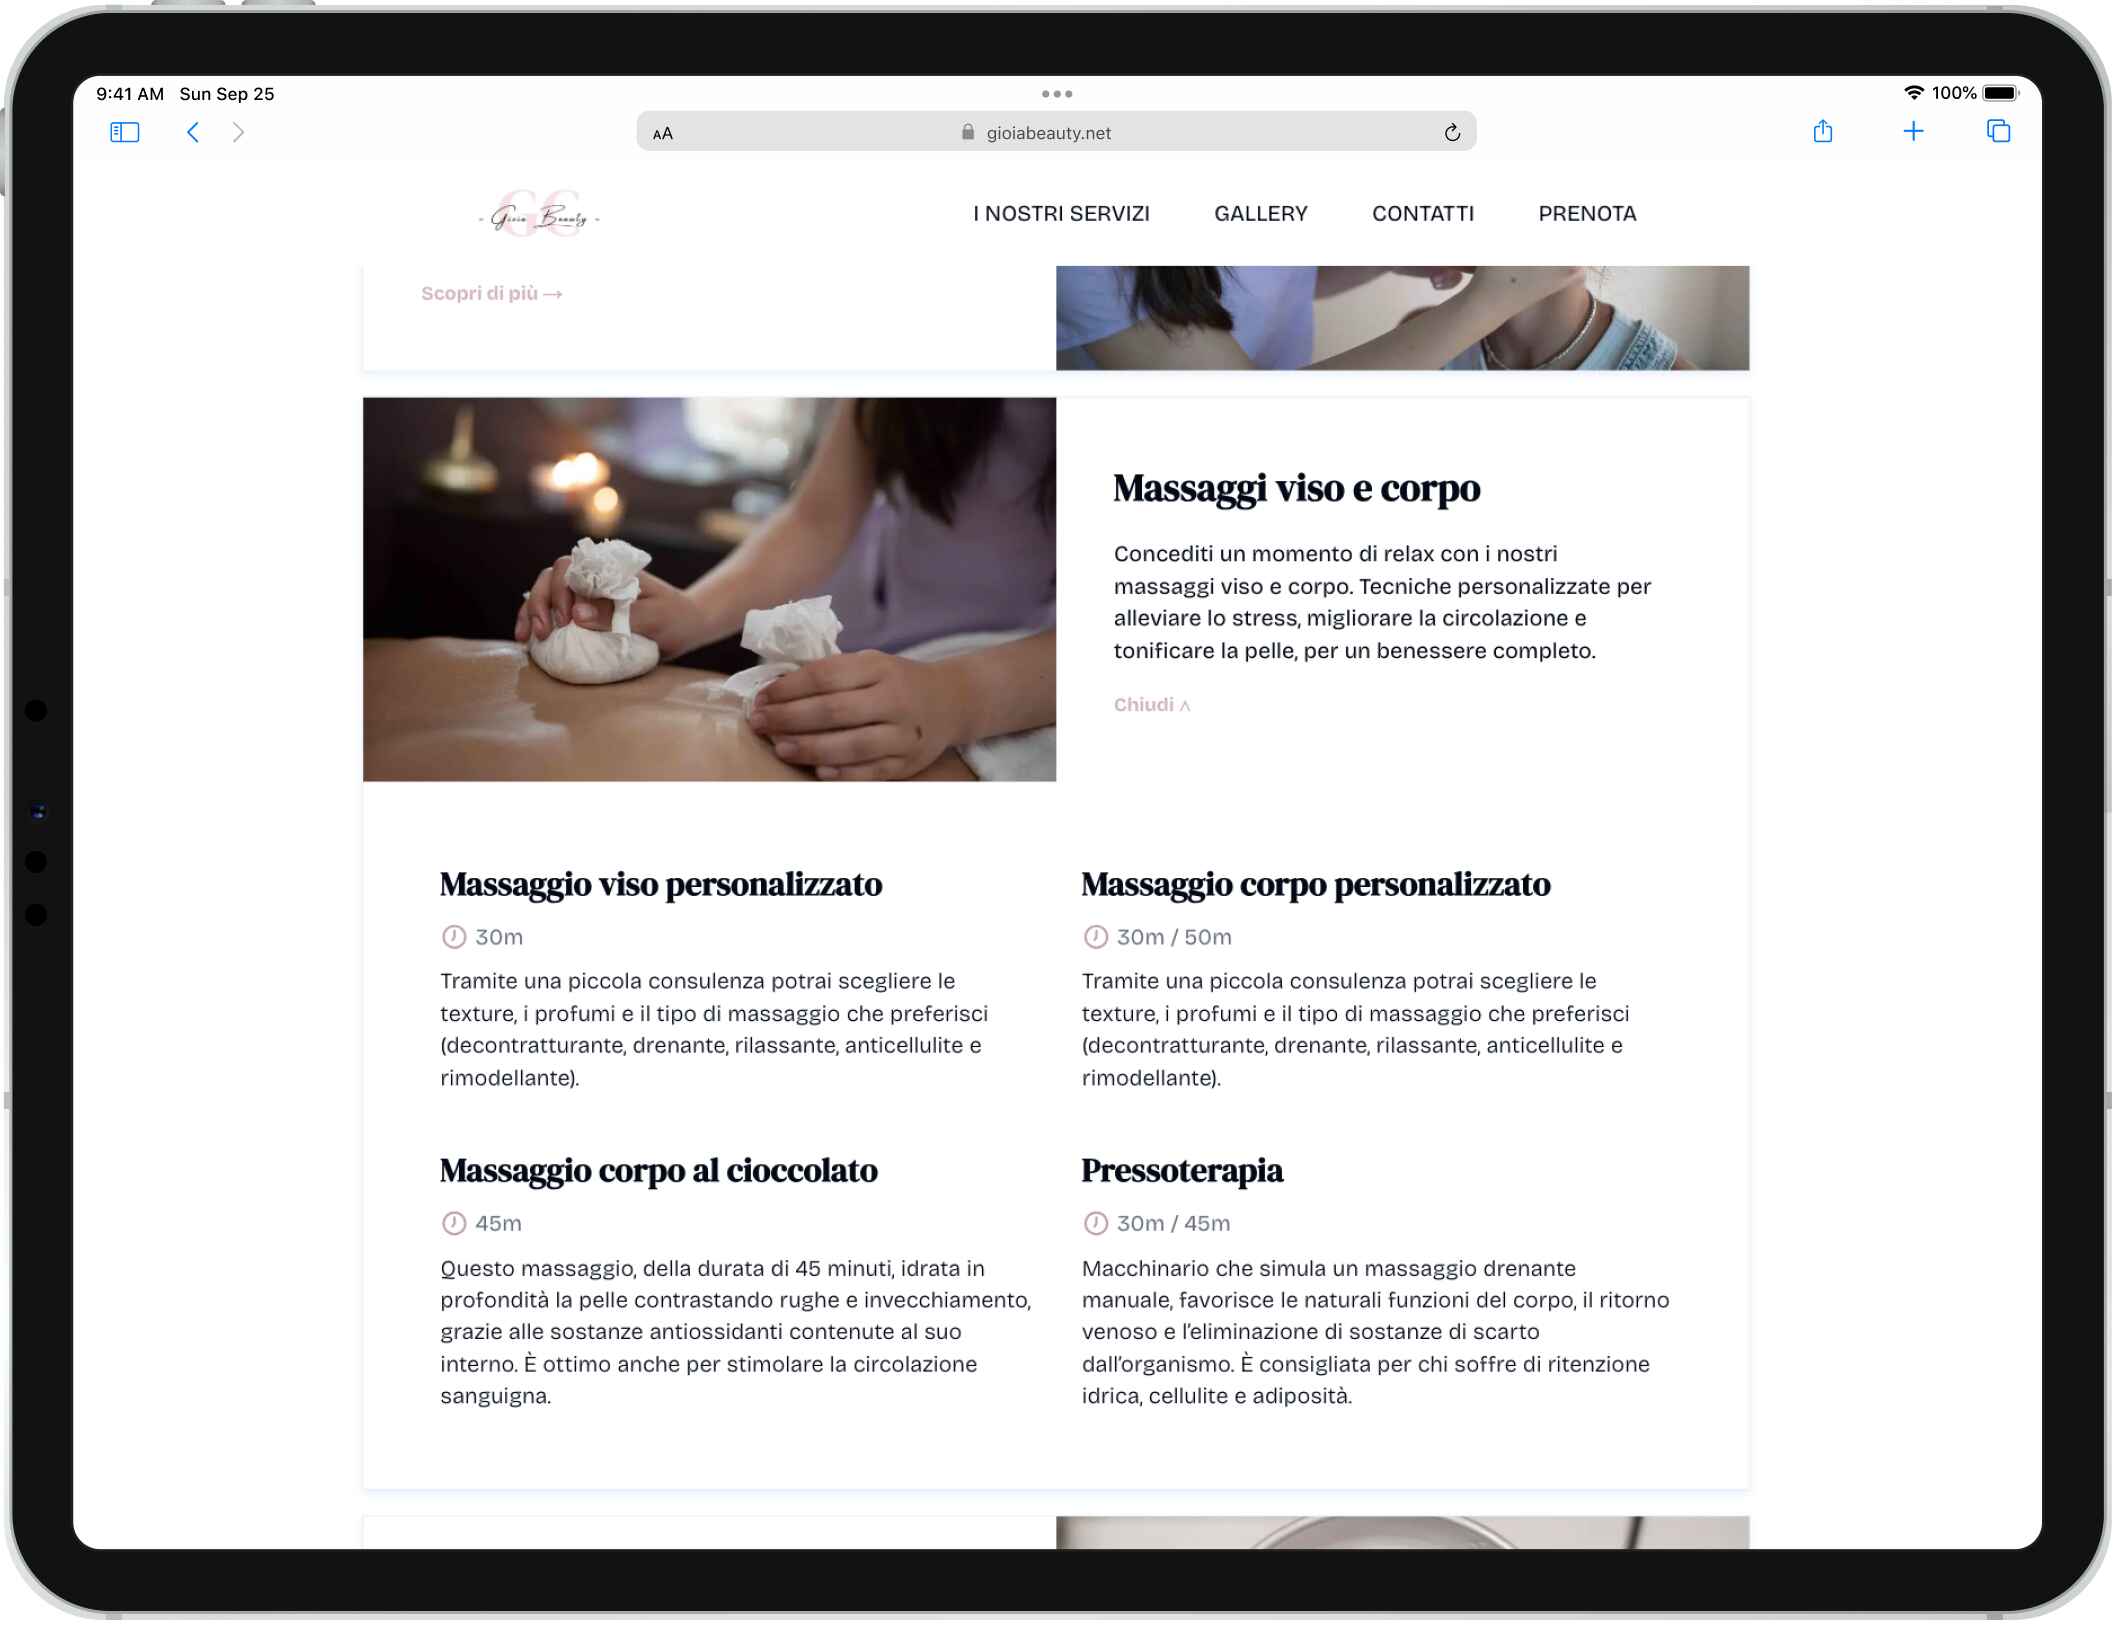 9:41 AM Sun Sep 25
100%
AA
gioiabeauty.net
GC
- Gioia Beauty -
I NOSTRI SERVIZI
GALLERY
CONTATTI
PRENOTA
Scopri di più →
Massaggi viso e corpo
Concediti un momento di relax con i nostri
massaggi viso e corpo. Tecniche personalizzate per
alleviare lo stress, migliorare la circolazione e
tonificare la pelle, per un benessere completo.
Chiudi ^
Massaggio viso personalizzato
30m
Tramite una piccola consulenza potrai scegliere le
texture, i profumi e il tipo di massaggio che preferisci
(decontratturante, drenante, rilassante, anticellulite e
rimodellante).
Massaggio corpo personalizzato
30m / 50m
Tramite una piccola consulenza potrai scegliere le
texture, i profumi e il tipo di massaggio che preferisci
(decontratturante, drenante, rilassante, anticellulite e
rimodellante).
Massaggio corpo al cioccolato
45m
Questo massaggio, della durata di 45 minuti, idrata in
profondità la pelle contrastando rughe e invecchiamento,
grazie alle sostanze antiossidanti contenute al suo
interno. È ottimo anche per stimolare la circolazione
sanguigna.
Pressoterapia
30m / 45m
Macchinario che simula un massaggio drenante
manuale, favorisce le naturali funzioni del corpo, il ritorno
venoso e l'eliminazione di sostanze di scarto
dall'organismo. È consigliata per chi soffre di ritenzione
idrica, cellulite e adiposità.